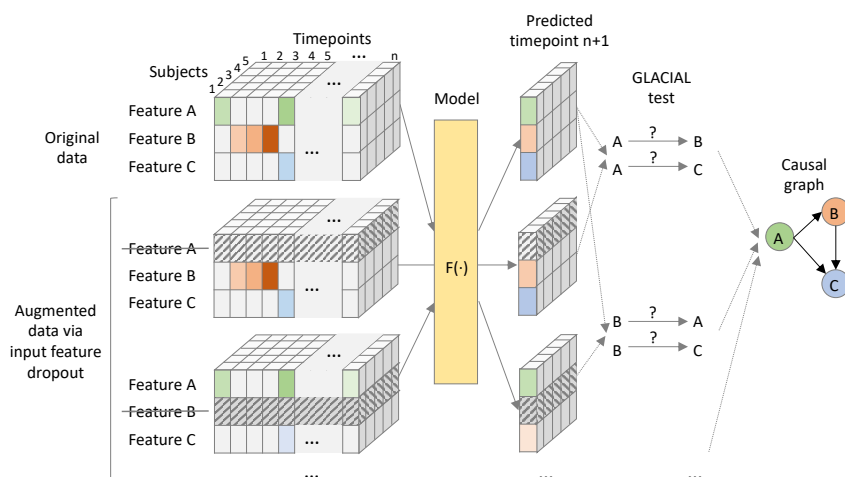 Predicted
timepoint n+1
Timepoints
Subjects
1 2 3 4 5
1 2 3 4 5 ... n
...
GLACIAL
test
Model
Original
data
Feature A
Feature B
Feature C
...
A ? B
A ? C
Causal
graph
A
B
C
...
Feature A
Feature B
Feature C
...
F(·)
Augmented
data via
input feature
dropout
B ? A
B ? C
...
Feature A
Feature B
Feature C
...
... ... ...